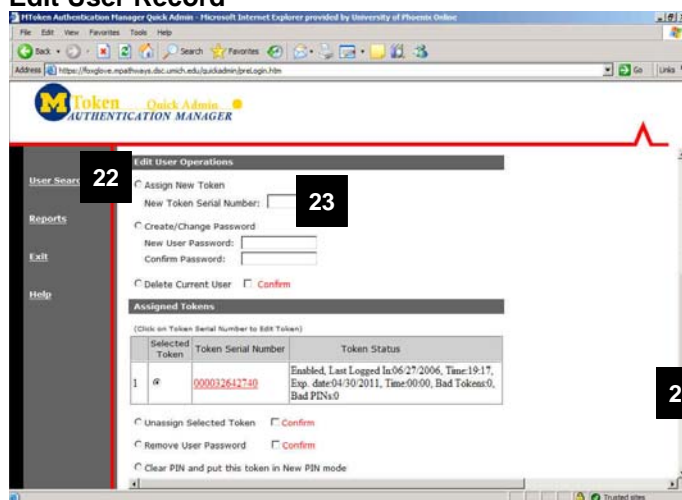 Edit User Record
MToken Authentication Manager Quick Admin - Microsoft Internet Explorer provided by University of Phoenix Online
File Edit View Favorites Tools Help
Back Search Favorites
Address https://foxglove.mpathways.dsc.umich.edu/quickadmin/preLogin.htm Go Links
M Token Quick Admin
AUTHENTICATION MANAGER
Edit User Operations
User Sear 22 Assign New Token
New Token Serial Number: 23
Reports
Create/Change Password
New User Password:
Exit Confirm Password:
Delete Current User Confirm
Help
Assigned Tokens
(Click on Token Serial Number to Edit Token)
Selected Token Token Serial Number Token Status
1 000032642740 Enabled, Last Logged In:06/27/2006, Time:19:17,
Exp. date:04/30/2011, Time:00:00, Bad Tokens:0,
Bad PINs:0
2
Unassign Selected Token Confirm
Remove User Password Confirm
Clear PIN and put this token in New PIN mode
Trusted sites